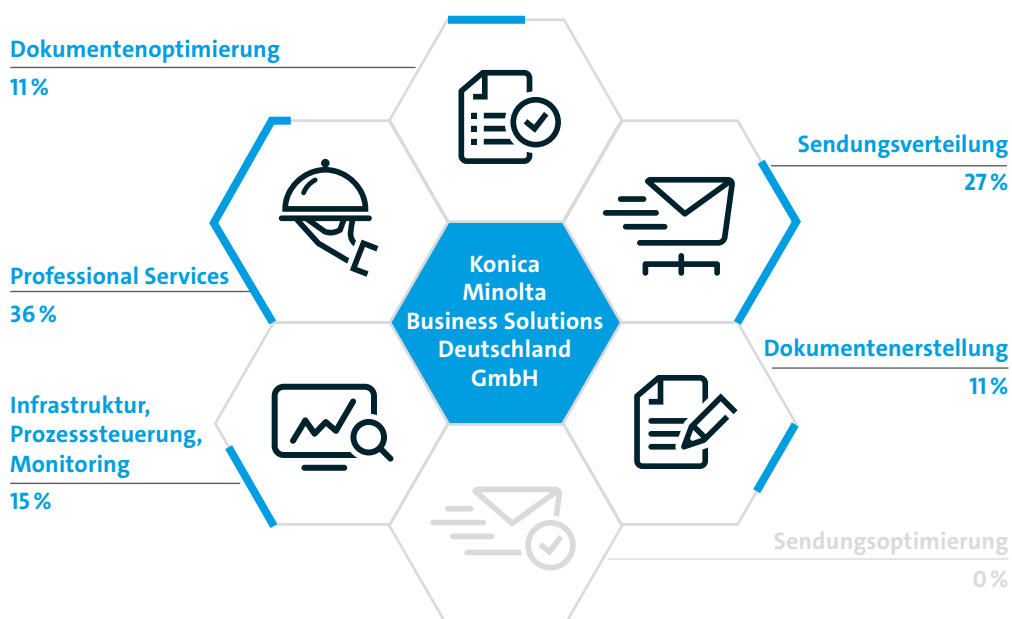 Dokumentenoptimierung
11 %
Sendungsverteilung
27 %
Professional Services
36 %
Konica
Minolta
Business Solutions
Deutschland
GmbH
Dokumentenerstellung
11 %
Infrastruktur,
Prozesssteuerung,
Monitoring
15 %
Sendungsoptimierung
0 %